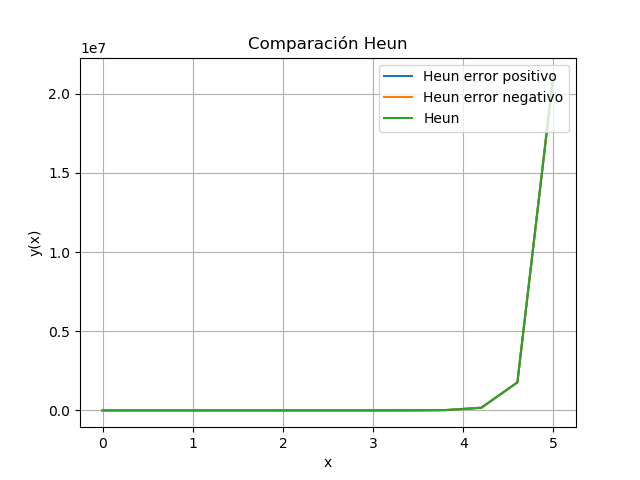 Comparación Heun
1e7
Heun error positivo
Heun error negativo
Heun
2.0
1.5
1.0
0.5
0.0
y(x)
0 1 2 3 4 5
x